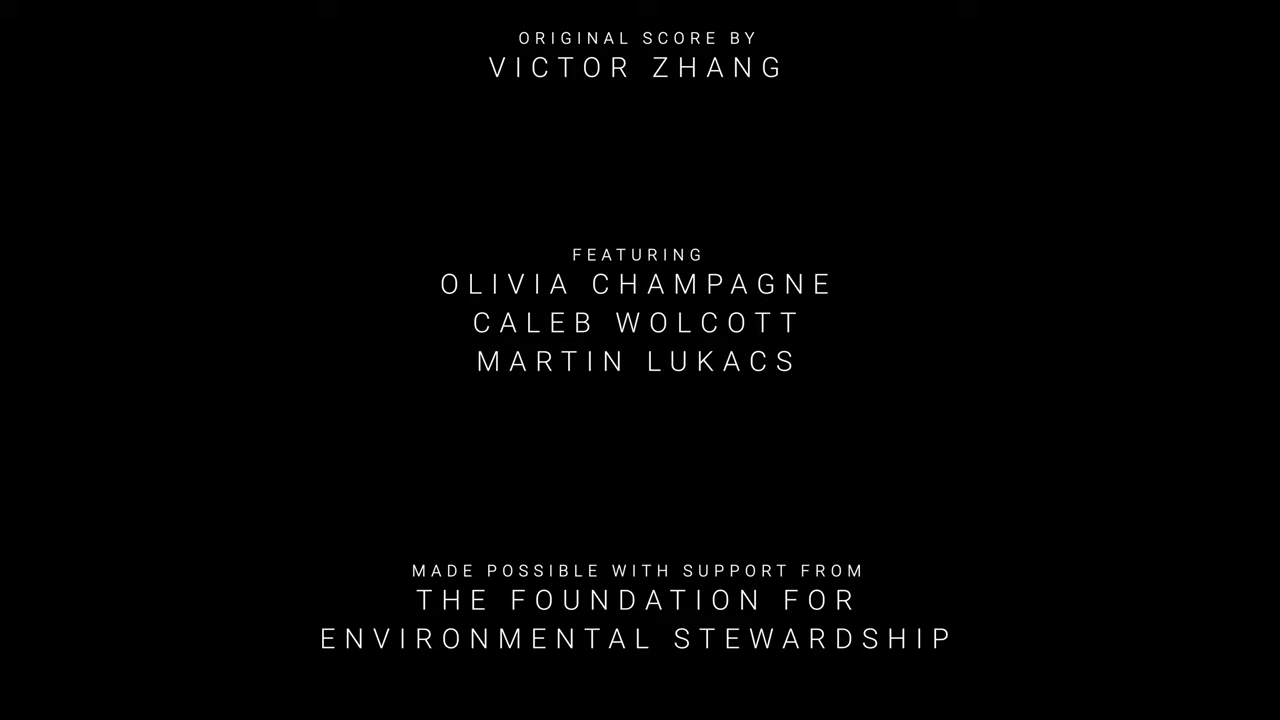 ORIGINAL SCORE BY
VICTOR ZHANG
FEATURING
OLIVIA CHAMPAGNE
CALEB WOLCOTT
MARTIN LUKACS
MADE POSSIBLE WITH SUPPORT FROM
THE FOUNDATION FOR
ENVIRONMENTAL STEWARDSHIP